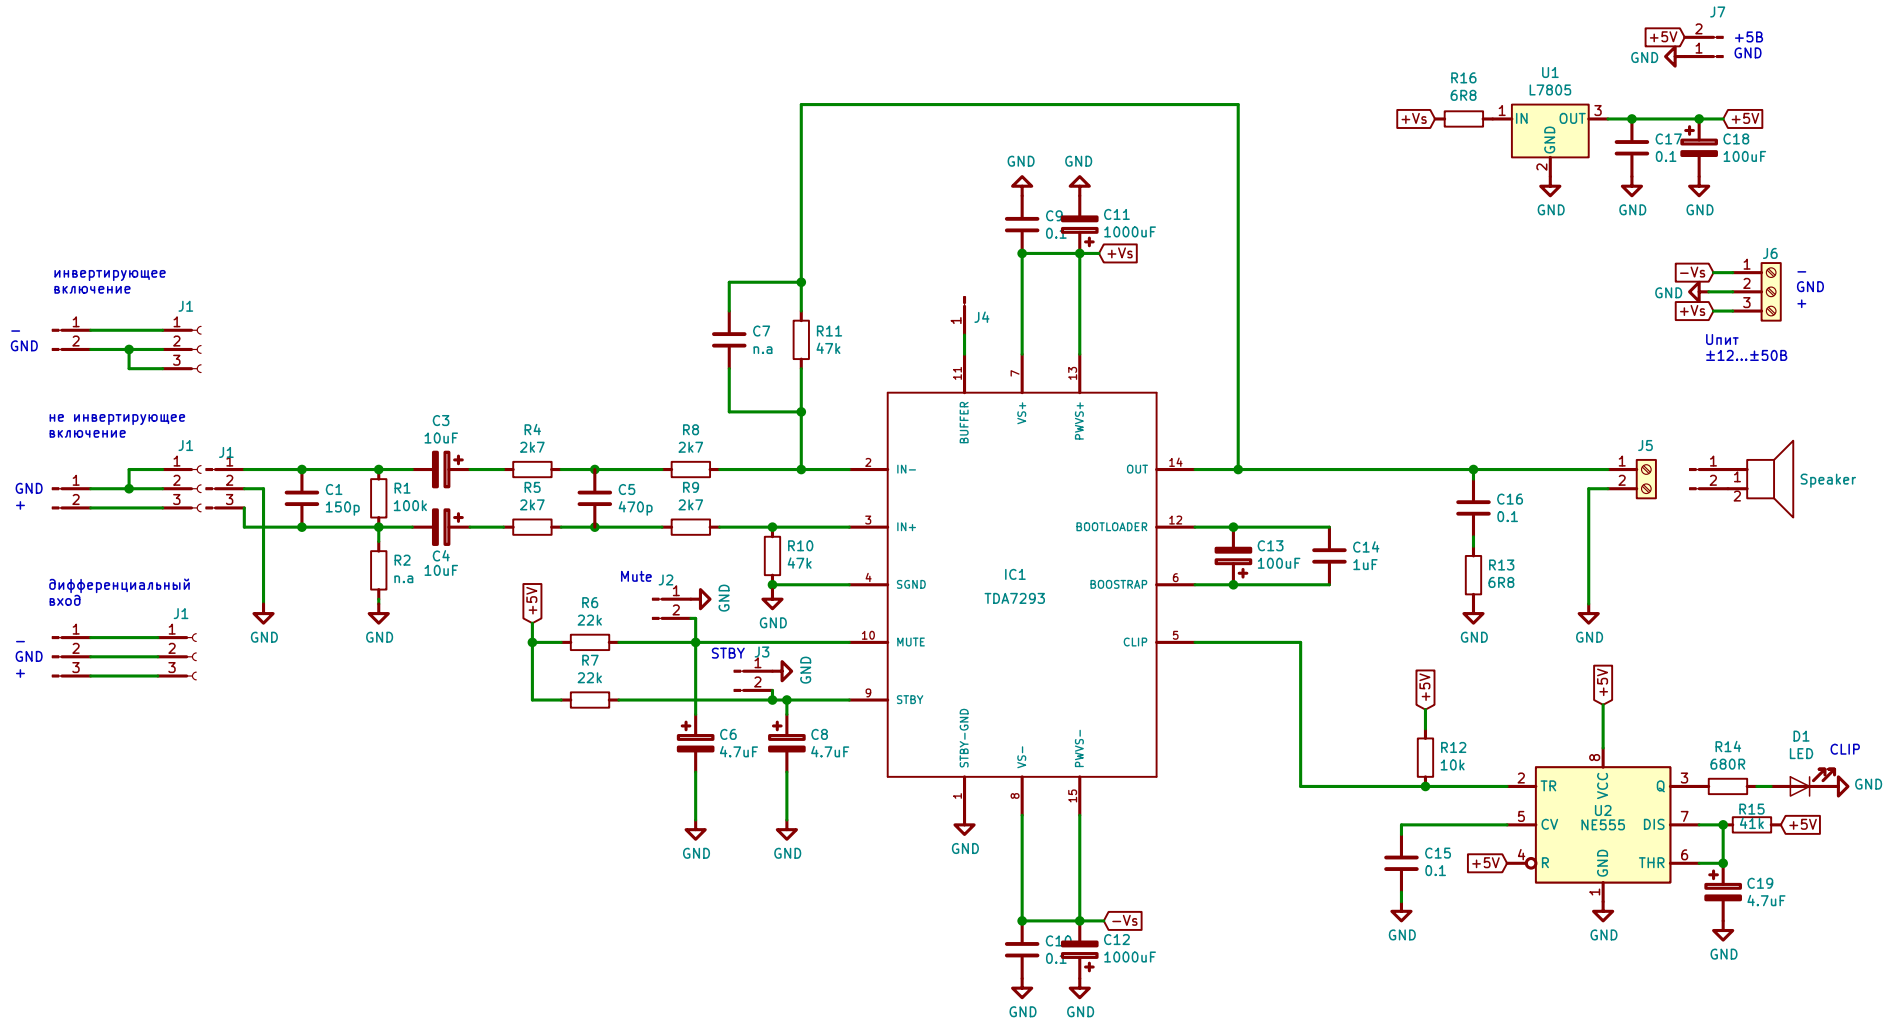 J7
+5V 2 +5В
GND 1 GND
R16
6R8
U1
L7805
+Vs 1 IN OUT 3 +5V
GND
2
C17
0.1
C18
100uF
GND GND GND
J6
-Vs 1 -
GND 2 GND
+Vs 3 +
Uпит
±12...±50В
GND GND
C9
0.1
C11
1000uF
+Vs
инвертирующее
включение
J1
- 1 1
GND 2 2
3
не инвертирующее
включение
J1 J1
1 1
GND 1 2 2
+ 2 3 3
дифференциальный
вход
J1
- 1 1
GND 2 2
+ 3 3
GND
C1
150p
R1
100k
R2
n.a
GND
C3
10uF
C4
10uF
R4
2k7
R5
2k7
C5
470p
R8
2k7
R9
2k7
C7
n.a
R11
47k
R10
47k
GND
J4
1
11 7 13
BUFFER VS+ PWVS+
2 IN- OUT 14
3 IN+ BOOTLOADER 12
4 SGND BOOSTRAP 6
10 MUTE CLIP 5
9 STBY
IC1
TDA7293
STBY-GND VS- PWVS-
1 8 15
GND
Mute J2
1 GND
2
+5V
R6
22k
R7
22k
STBY J3
1 GND
2
C6
4.7uF
C8
4.7uF
GND GND
-Vs
C10
0.1
C12
1000uF
GND GND
C13
100uF
C14
1uF
C16
0.1
R13
6R8
GND GND
J5
1
2
1 1
2 2
Speaker
+5V
R12
10k
+5V
8
2 TR VCC Q 3
5 CV DIS 7
4 R THR 6
U2
NE555
GND
1
GND
+5V
C15
0.1
GND
R14
680R
D1
LED
CLIP
GND
R15
41k
+5V
C19
4.7uF
GND